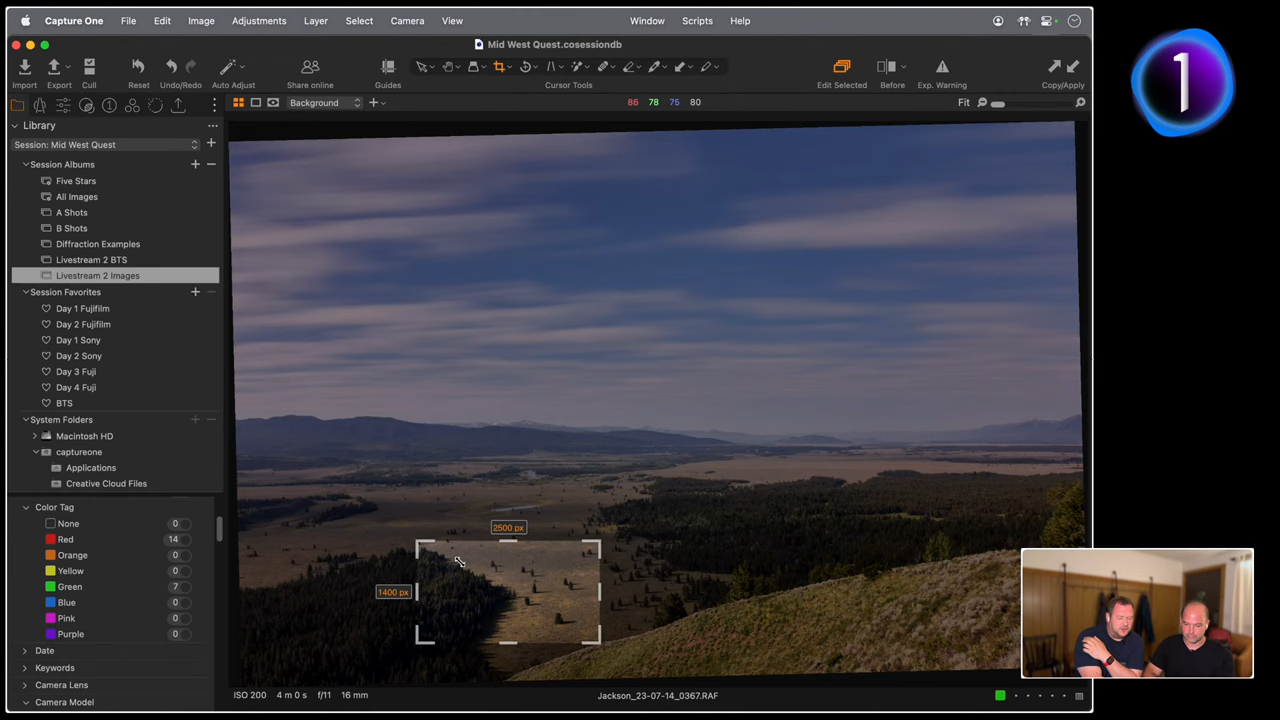 Capture One File Edit Image Adjustments Layer Select Camera View Window Scripts Help
Mid West Quest.cosessiondb
Import Export Cull Reset Undo/Redo Auto Adjust Share online Guides Cursor Tools Edit Selected Before Exp. Warning Copy/Apply
Background 86 78 75 80 Fit
Library
Session: Mid West Quest
Session Albums
Five Stars
All Images
A Shots
B Shots
Diffraction Examples
Livestream 2 BTS
Livestream 2 Images
Session Favorites
Day 1 Fujifilm
Day 2 Fujifilm
Day 1 Sony
Day 2 Sony
Day 3 Fuji
Day 4 Fuji
BTS
System Folders
Macintosh HD
captureone
Applications
Creative Cloud Files
Color Tag
None 0
Red 14
Orange 0
Yellow 0
Green 7
Blue 0
Pink 0
Purple 0
Date
Keywords
Camera Lens
Camera Model
2500 px
1400 px
ISO 200 4 m 0 s f/11 16 mm Jackson_23-07-14_0367.RAF
1